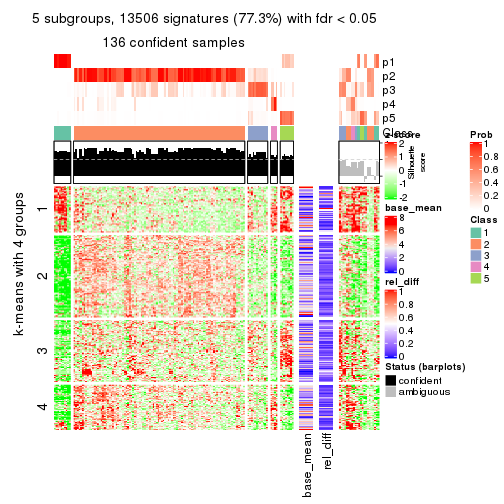 5 subgroups, 13506 signatures (77.3%) with fdr < 0.05
136 confident samples
p1
p2
p3
p4
p5
Class
k-means with 4 groups
1
2
3
4
base_mean
rel_diff
z-score
2
1
0
-1
-2
Silhouette
score
base_mean
8
6
4
2
0
rel_diff
1
0.8
0.6
0.4
0.2
0
Status (barplots)
confident
ambiguous
Prob
1
0.8
0.6
0.4
0.2
0
Class
1
2
3
4
5